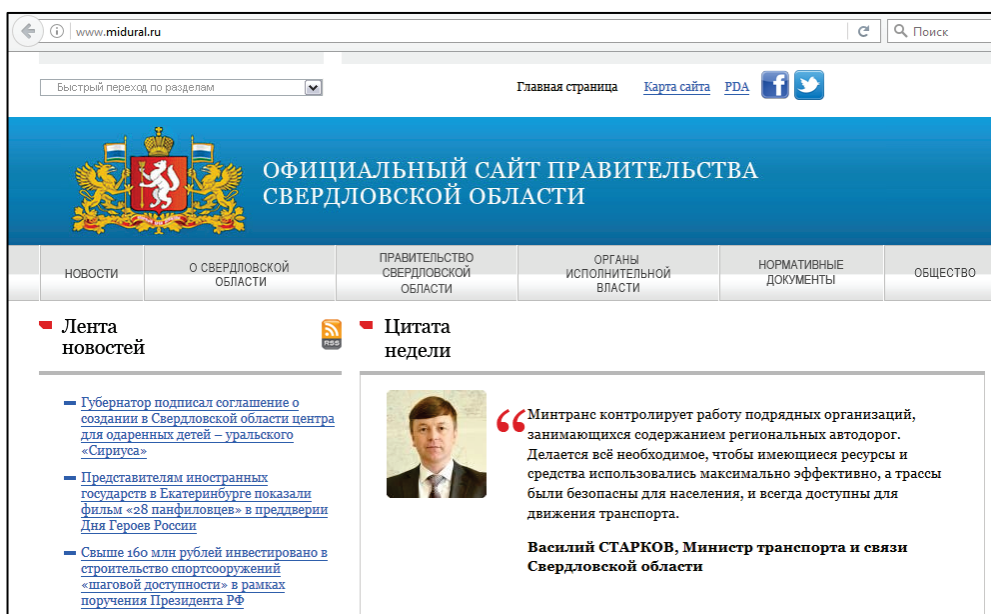 www.midural.ru
Поиск
Быстрый переход по разделам
Главная страница Карта сайта PDA
ОФИЦИАЛЬНЫЙ САЙТ ПРАВИТЕЛЬСТВА
СВЕРДЛОВСКОЙ ОБЛАСТИ
НОВОСТИ
О СВЕРДЛОВСКОЙ
ОБЛАСТИ
ПРАВИТЕЛЬСТВО
СВЕРДЛОВСКОЙ
ОБЛАСТИ
ОРГАНЫ
ИСПОЛНИТЕЛЬНОЙ
ВЛАСТИ
НОРМАТИВНЫЕ
ДОКУМЕНТЫ
ОБЩЕСТВО
Лента
новостей
RSS
Губернатор подписал соглашение о
создании в Свердловской области центра
для одаренных детей – уральского
«Сириуса»
Представителям иностранных
государств в Екатеринбурге показали
фильм «28 панфиловцев» в преддверии
Дня Героев России
Свыше 160 млн рублей инвестировано в
строительство спортсооружений
«шаговой доступности» в рамках
поручения Президента РФ
Цитата
недели
“Минтранс контролирует работу подрядных организаций,
занимающихся содержанием региональных автодорог.
Делается всё необходимое, чтобы имеющиеся ресурсы и
средства использовались максимально эффективно, а трассы
были безопасны для населения, и всегда доступны для
движения транспорта.
Василий СТАРКОВ, Министр транспорта и связи
Свердловской области